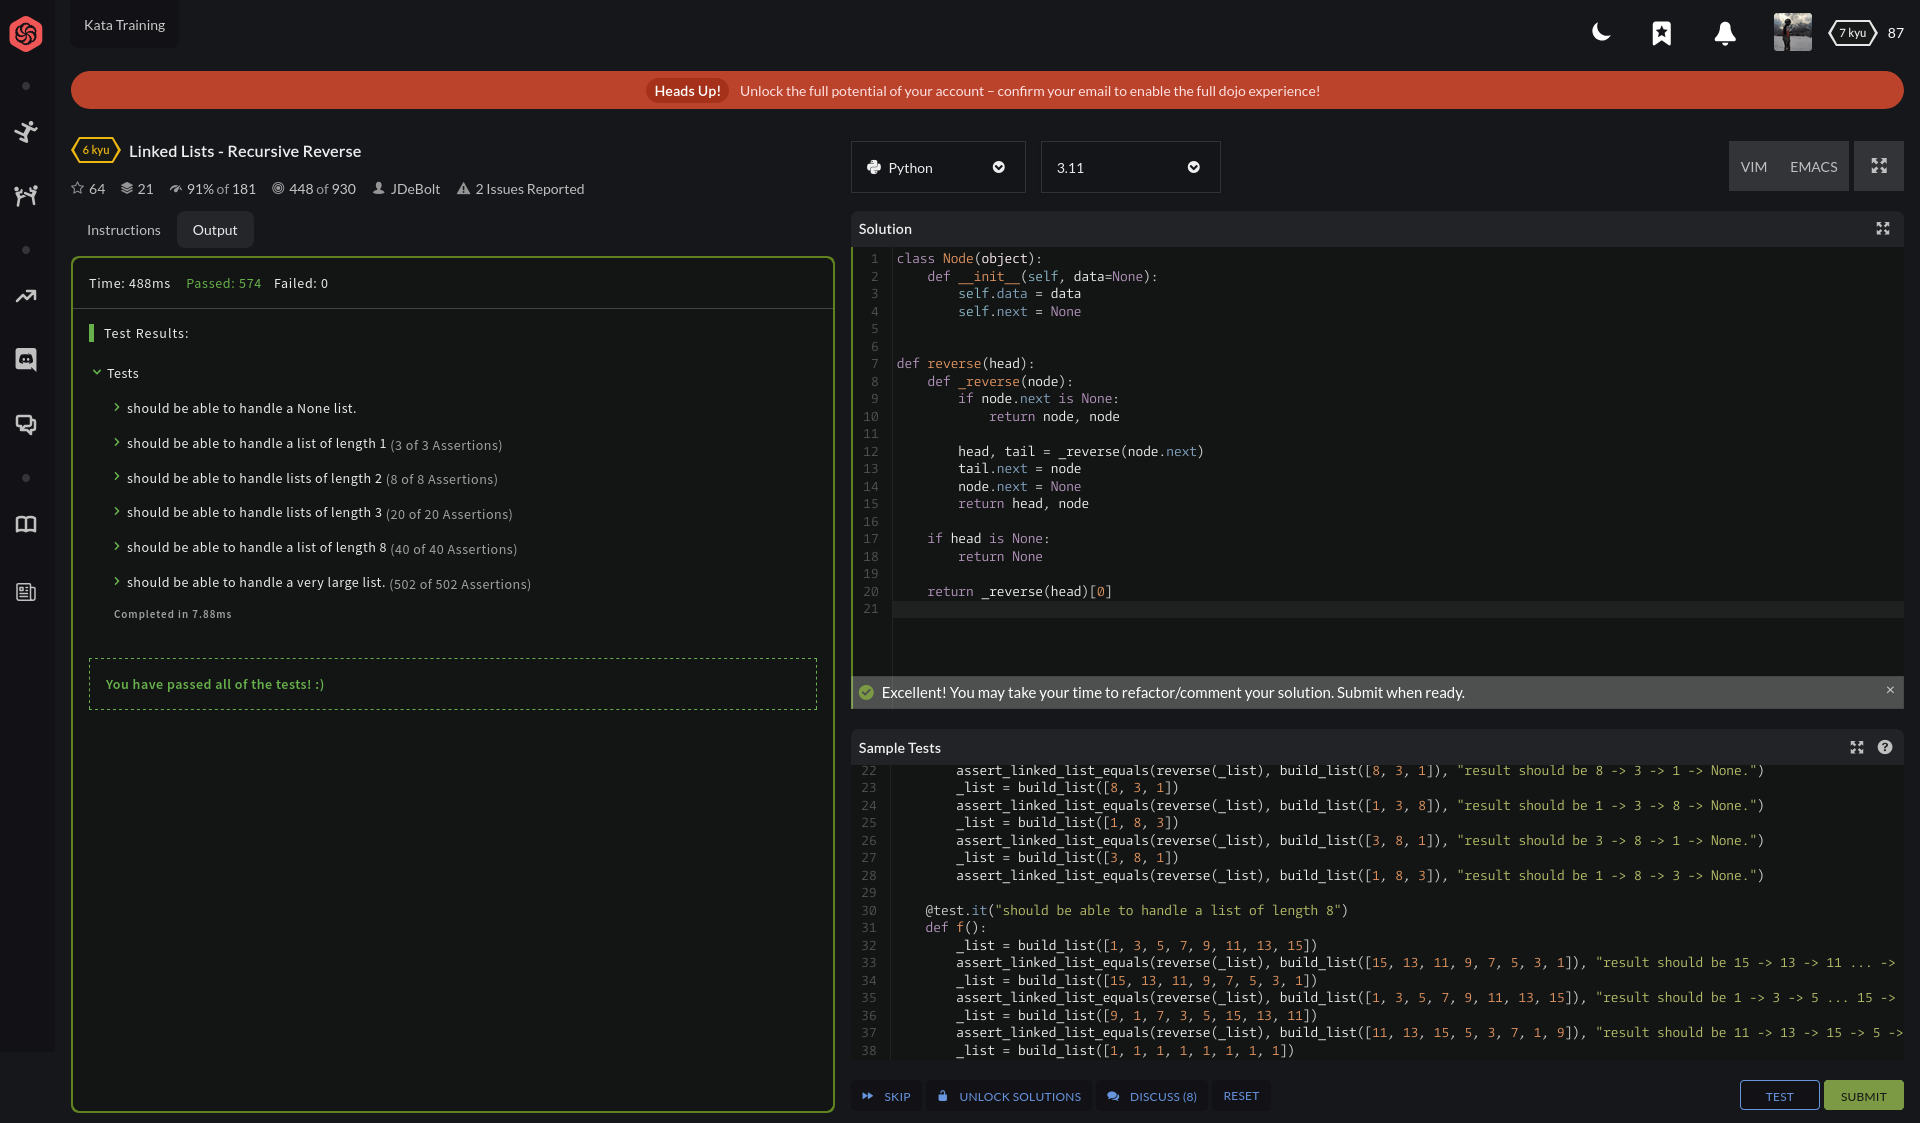 Kata Training
7 kyu 87
Heads Up! Unlock the full potential of your account – confirm your email to enable the full dojo experience!
6 kyu Linked Lists - Recursive Reverse
64 21 91% of 181 448 of 930 JDeBolt 2 Issues Reported
Instructions Output
Time: 488ms Passed: 574 Failed: 0
Test Results:
Tests
should be able to handle a None list.
should be able to handle a list of length 1 (3 of 3 Assertions)
should be able to handle lists of length 2 (8 of 8 Assertions)
should be able to handle lists of length 3 (20 of 20 Assertions)
should be able to handle a list of length 8 (40 of 40 Assertions)
should be able to handle a very large list. (502 of 502 Assertions)
Completed in 7.88ms
You have passed all of the tests! :)
Python 3.11 VIM EMACS
Solution
1 class Node(object):
2     def __init__(self, data=None):
3         self.data = data
4         self.next = None
5
6
7 def reverse(head):
8     def _reverse(node):
9         if node.next is None:
10             return node, node
11
12         head, tail = _reverse(node.next)
13         tail.next = node
14         node.next = None
15         return head, node
16
17     if head is None:
18         return None
19
20     return _reverse(head)[0]
21
Excellent! You may take your time to refactor/comment your solution. Submit when ready. ×
Sample Tests
22         assert_linked_list_equals(reverse(_list), build_list([8, 3, 1]), "result should be 8 -> 3 -> 1 -> None.")
23         _list = build_list([8, 3, 1])
24         assert_linked_list_equals(reverse(_list), build_list([1, 3, 8]), "result should be 1 -> 3 -> 8 -> None.")
25         _list = build_list([1, 8, 3])
26         assert_linked_list_equals(reverse(_list), build_list([3, 8, 1]), "result should be 3 -> 8 -> 1 -> None.")
27         _list = build_list([3, 8, 1])
28         assert_linked_list_equals(reverse(_list), build_list([1, 8, 3]), "result should be 1 -> 8 -> 3 -> None.")
29
30     @test.it("should be able to handle a list of length 8")
31     def f():
32         _list = build_list([1, 3, 5, 7, 9, 11, 13, 15])
33         assert_linked_list_equals(reverse(_list), build_list([15, 13, 11, 9, 7, 5, 3, 1]), "result should be 15 -> 13 -> 11 ... ->
34         _list = build_list([15, 13, 11, 9, 7, 5, 3, 1])
35         assert_linked_list_equals(reverse(_list), build_list([1, 3, 5, 7, 9, 11, 13, 15]), "result should be 1 -> 3 -> 5 ... 15 ->
36         _list = build_list([9, 1, 7, 3, 5, 15, 13, 11])
37         assert_linked_list_equals(reverse(_list), build_list([11, 13, 15, 5, 3, 7, 1, 9]), "result should be 11 -> 13 -> 15 -> 5 ->
38         _list = build_list([1, 1, 1, 1, 1, 1, 1, 1])
SKIP UNLOCK SOLUTIONS DISCUSS (8) RESET TEST SUBMIT